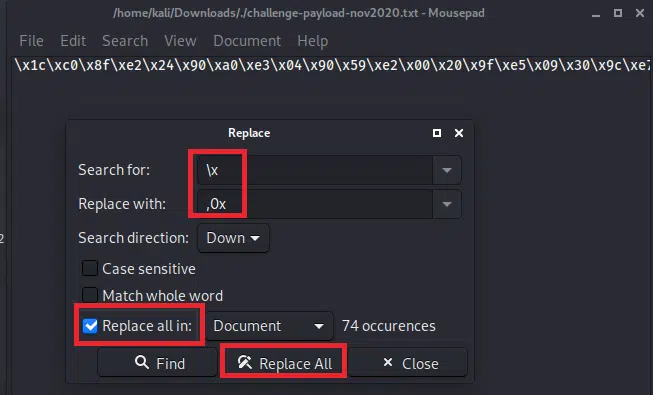 /home/kali/Downloads/./challenge-payload-nov2020.txt - Mousepad
File Edit Search View Document Help
\x1c\xc0\x8f\xe2\x24\x90\xa0\xe3\x04\x90\x59\xe2\x00\x20\x9f\xe5\x09\x30\x9c\xe7
Replace
Search for: \x
Replace with: ,0x
Search direction: Down
Case sensitive
Match whole word
Replace all in: Document 74 occurences
Find Replace All Close